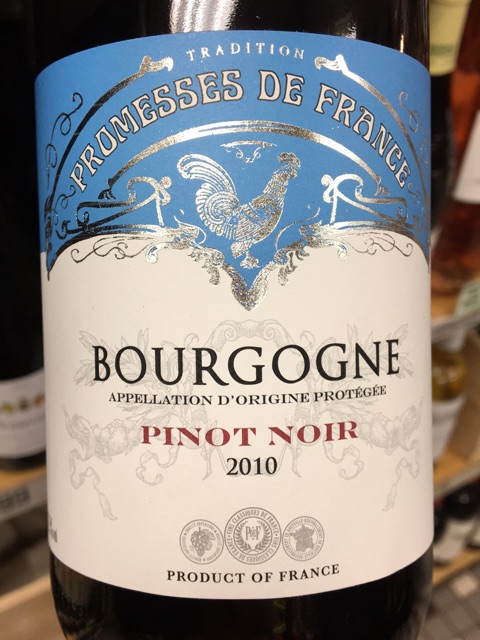 TRADITION
PROMESSES DE FRANCE
BOURGOGNE
APPELLATION D'ORIGINE PROTÉGÉE
PINOT NOIR
2010
PRODUCT OF FRANCE